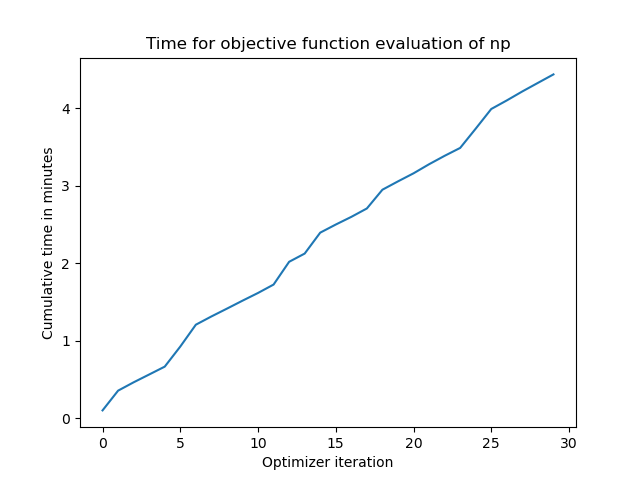 Time for objective function evaluation of np
Cumulative time in minutes
4
3
2
1
0
0 5 10 15 20 25 30
Optimizer iteration